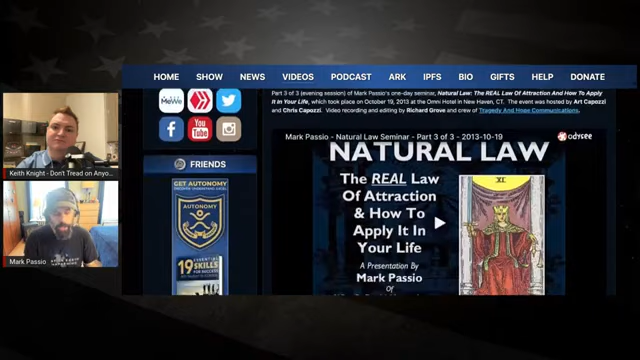 HOME SHOW NEWS VIDEOS PODCAST ARK IPFS BIO GIFTS HELP DONATE
Part 3 of 3 (evening session) of Mark Passio's one-day seminar, Natural Law: The REAL Law Of Attraction And How To Apply
It In Your Life, which took place on October 19, 2013 at the Omni Hotel in New Haven, CT. The event was hosted by Art Capozzi
and Chris Capozzi. Video recording and editing by Richard Grove and crew of Tragedy And Hope Communications.
MeWe
You
Tube
FRIENDS
GET AUTONOMY
AUTONOMY
19 ESSENTIAL
SKILLS
Mark Passio - Natural Law Seminar - Part 3 of 3 - 2013-10-19
odysee
NATURAL LAW
The REAL Law
Of Attraction
& How To
Apply It In
Your Life
A Presentation By
Mark Passio
Of
XI
Keith Knight - Don't Tread on Anyo...
Mark Passio